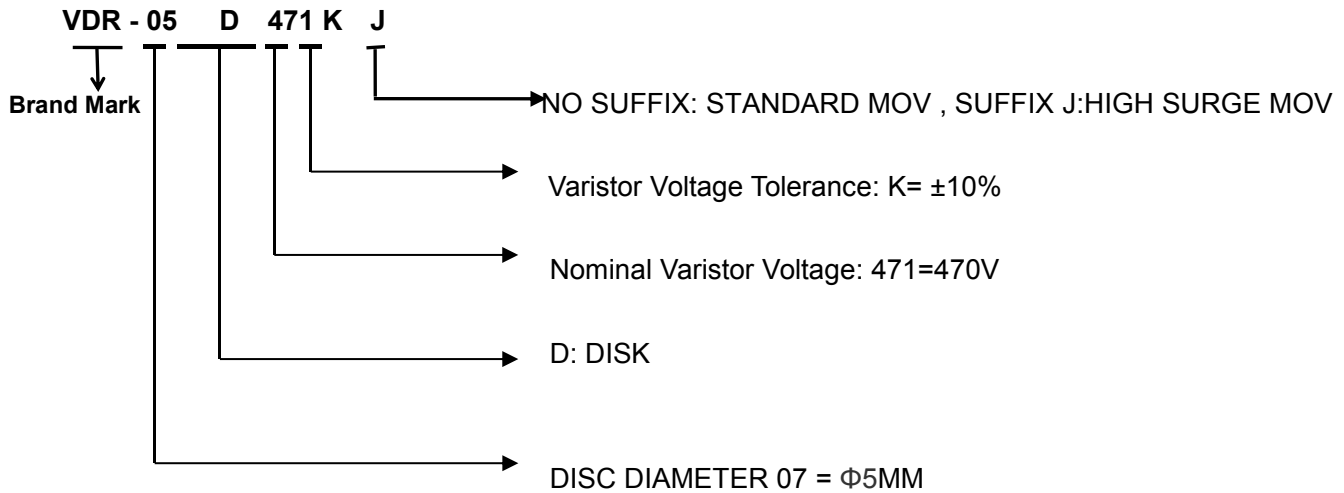 VDR - 05 D 471 K J
Brand Mark
NO SUFFIX: STANDARD MOV , SUFFIX J:HIGH SURGE MOV
Varistor Voltage Tolerance: K= ±10%
Nominal Varistor Voltage: 471=470V
D: DISK
DISC DIAMETER 07 = Φ5MM